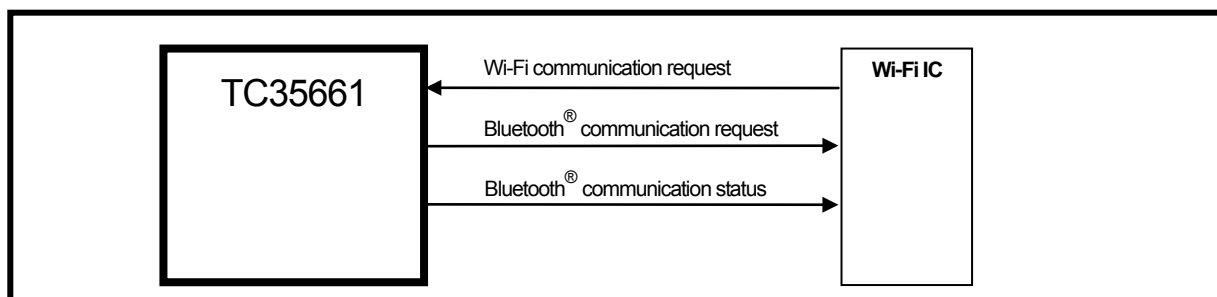 TC35661
Wi-Fi communication request
Wi-Fi IC
Bluetooth® communication request
Bluetooth® communication status